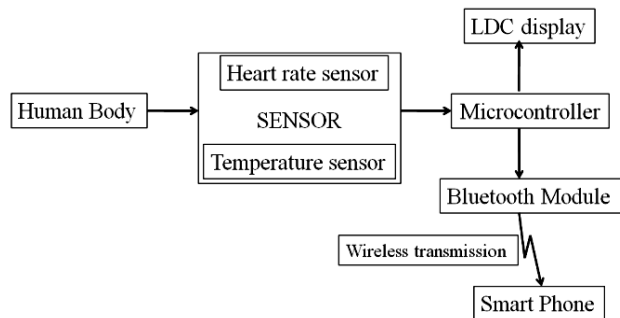 LDC display
Heart rate sensor
Human Body
SENSOR
Microcontroller
Temperature sensor
Bluetooth Module
Wireless transmission
Smart Phone